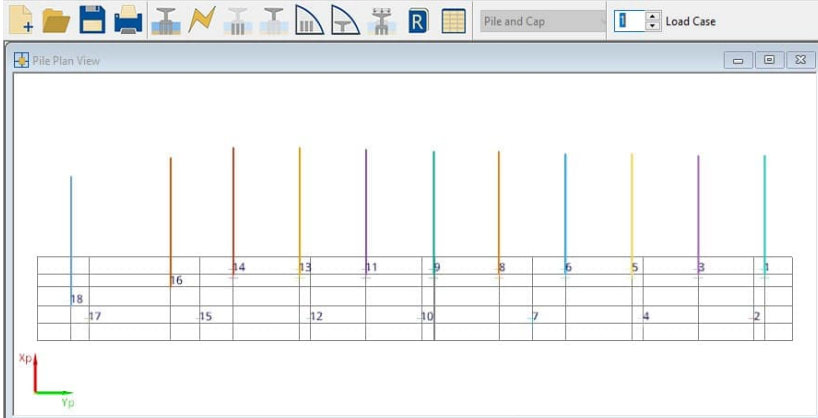 R Pile and Cap 1 Load Case
Pile Plan View
14 13 11 9 8 6 5 3 1
16
18
17 15 12 10 7 4 2
Xp
Yp